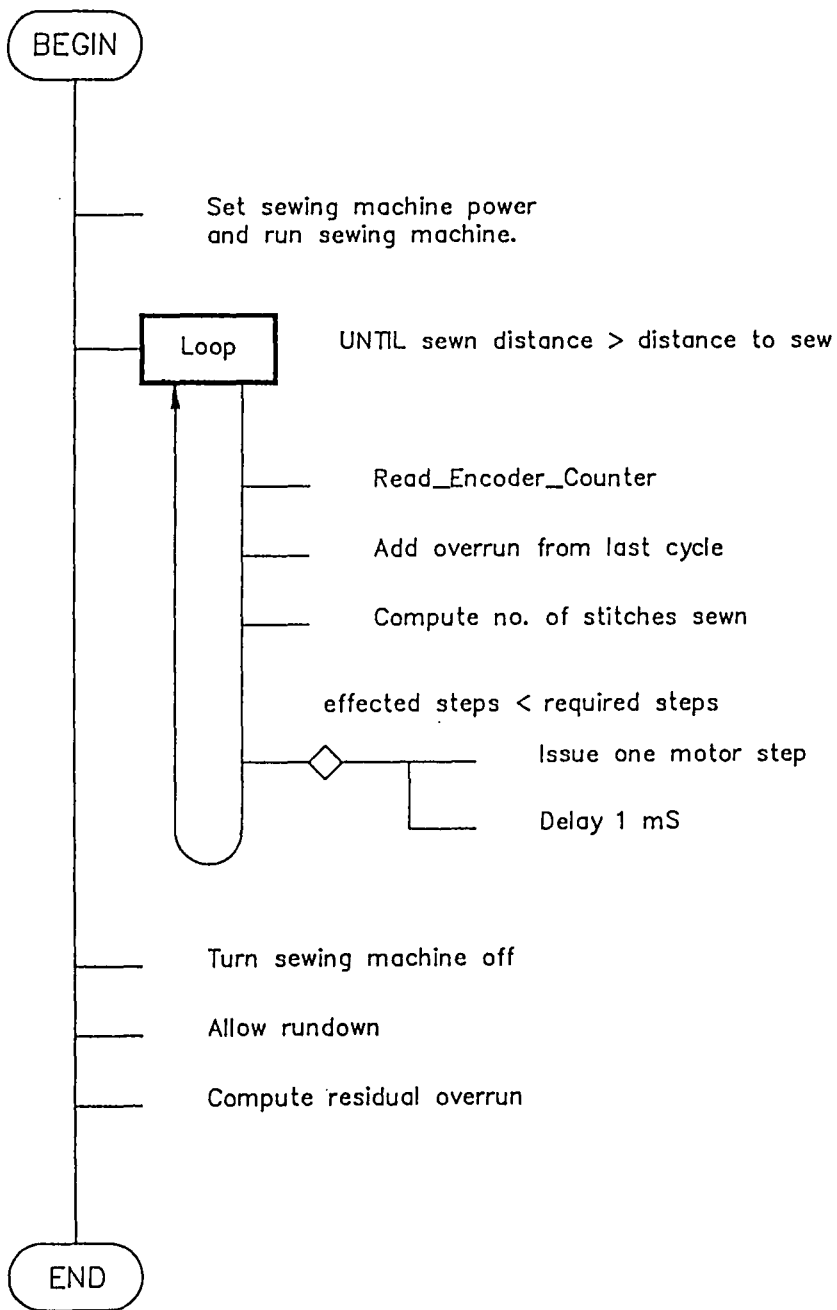 BEGIN
Set sewing machine power
and run sewing machine.
Loop
UNTIL sewn distance > distance to sew
Read_Encoder_Counter
Add overrun from last cycle
Compute no. of stitches sewn
effected steps < required steps
Issue one motor step
Delay 1 mS
Turn sewing machine off
Allow rundown
Compute residual overrun
END